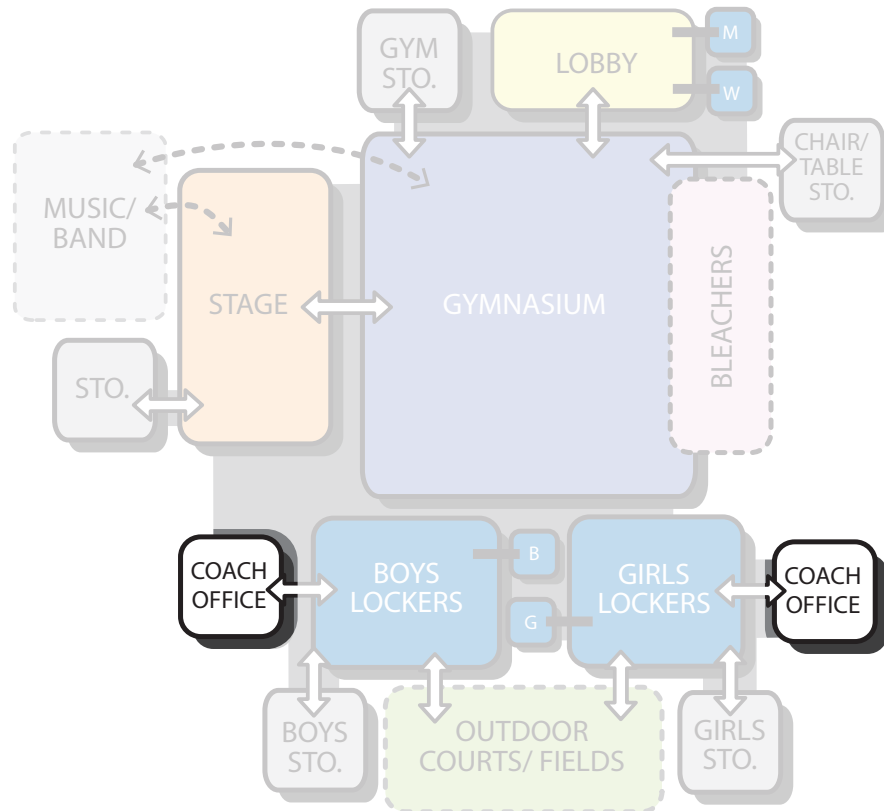 GYM
STO.
LOBBY
M
W
CHAIR/
TABLE
STO.
MUSIC/
BAND
STAGE
GYMNASIUM
BLEACHERS
STO.
COACH
OFFICE
BOYS
LOCKERS
B
G
GIRLS
LOCKERS
COACH
OFFICE
BOYS
STO.
OUTDOOR
COURTS/ FIELDS
GIRLS
STO.